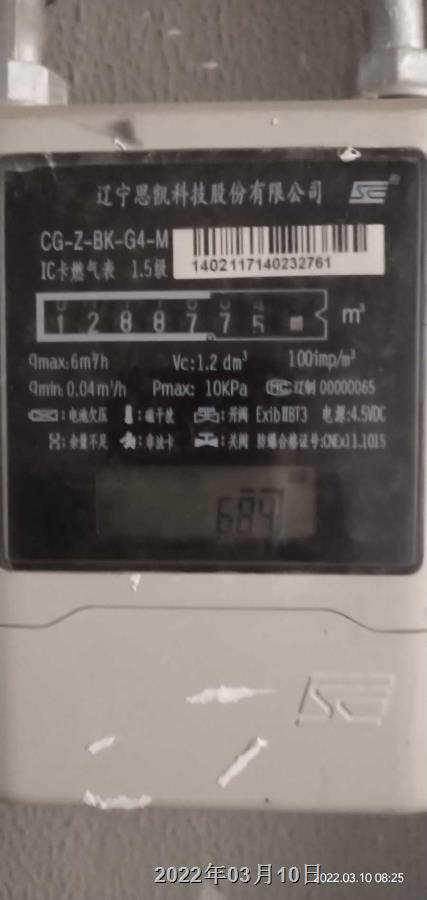 辽宁思凯科技股份有限公司
CG-Z-BK-G4-M
IC卡燃气表 1.5级
1402117140232761
1 2 8 8 7 7 5 m³
qmax: 6m³/h Vc: 1.2 dm³ 100imp/m³
qmin: 0.04m³/h Pmax: 10KPa MC 辽制 00000065
：电池欠压 ：磁干扰 ：开阀 ExibⅡBT3 电源:4.5VDC
：余量不足 ：非法卡 ：关阀 防爆合格证号:CNEx11.1015
684
2022年03月10日
2022.03.10 08:25